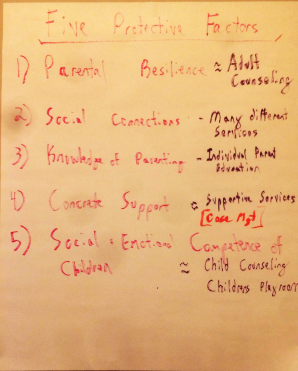 Five Protective Factors
1) Parental Resilience ≈ Adult Counseling
2) Social Connections - Many different Services
3) Knowledge of Parenting - Individual Parent Education
4) Concrete Support Supportive Services
[Case Mgt]
5) Social + Emotional Competence of
Children ≈ Child Counseling
Childrens Playroom